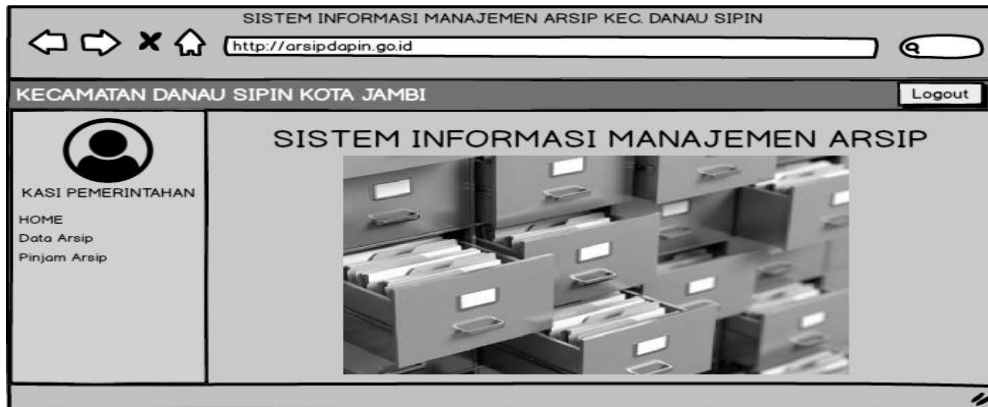 SISTEM INFORMASI MANAJEMEN ARSIP KEC. DANAU SIPIN
http://arsipdapin.go.id
KECAMATAN DANAU SIPIN KOTA JAMBI
Logout
KASI PEMERINTAHAN
HOME
Data Arsip
Pinjam Arsip
SISTEM INFORMASI MANAJEMEN ARSIP